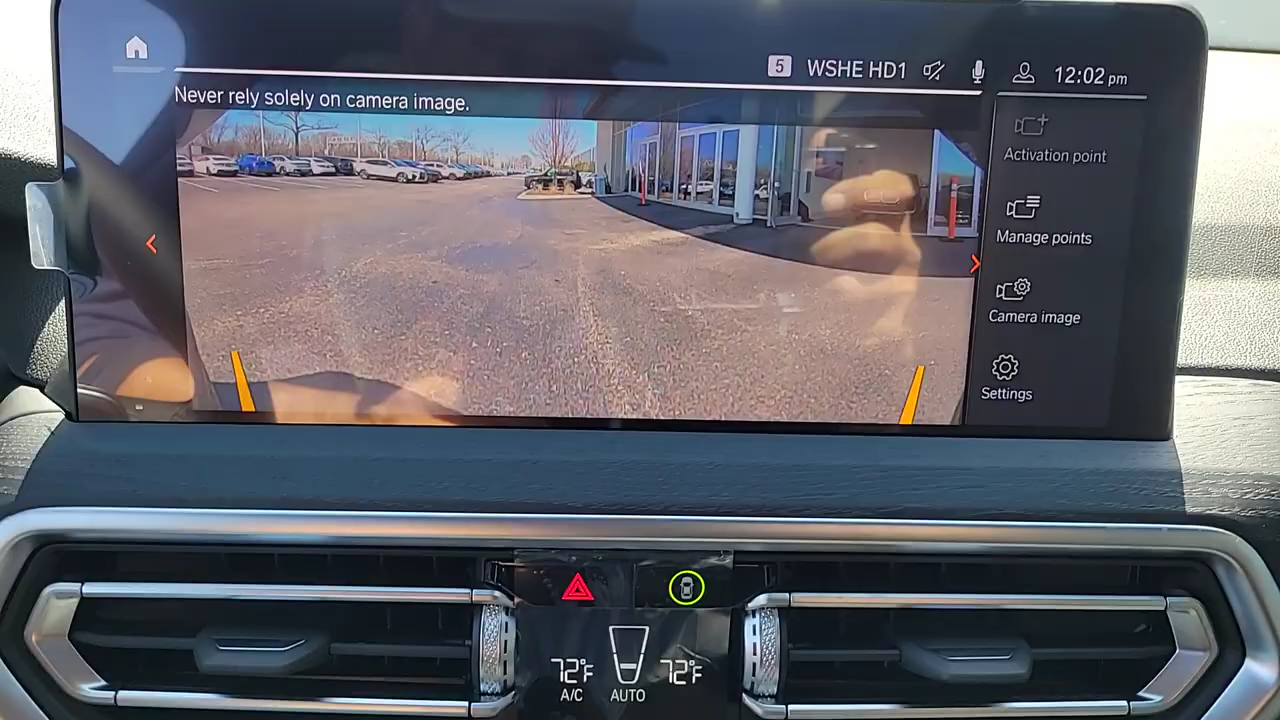 5 WSHE HD1 12:02 pm
Never rely solely on camera image.
Activation point
Manage points
Camera image
Settings
72°F 72°F
A/C AUTO